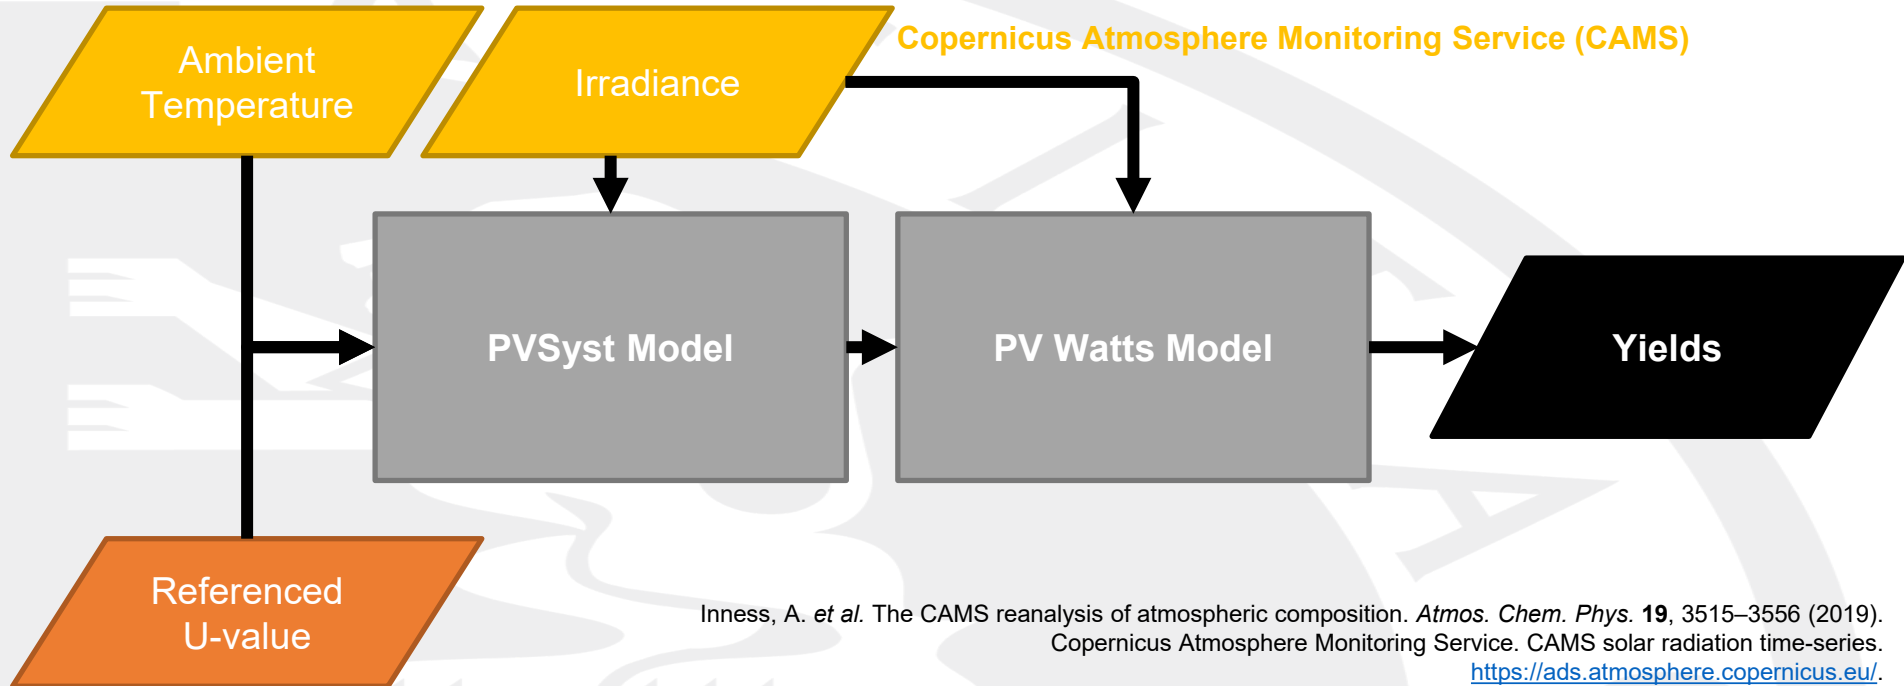 Ambient
Temperature
Irradiance
Copernicus Atmosphere Monitoring Service (CAMS)
PVSyst Model
PV Watts Model
Yields
Referenced
U-value
Inness, A. et al. The CAMS reanalysis of atmospheric composition. Atmos. Chem. Phys. 19, 3515–3556 (2019).
Copernicus Atmosphere Monitoring Service. CAMS solar radiation time-series.
https://ads.atmosphere.copernicus.eu/.